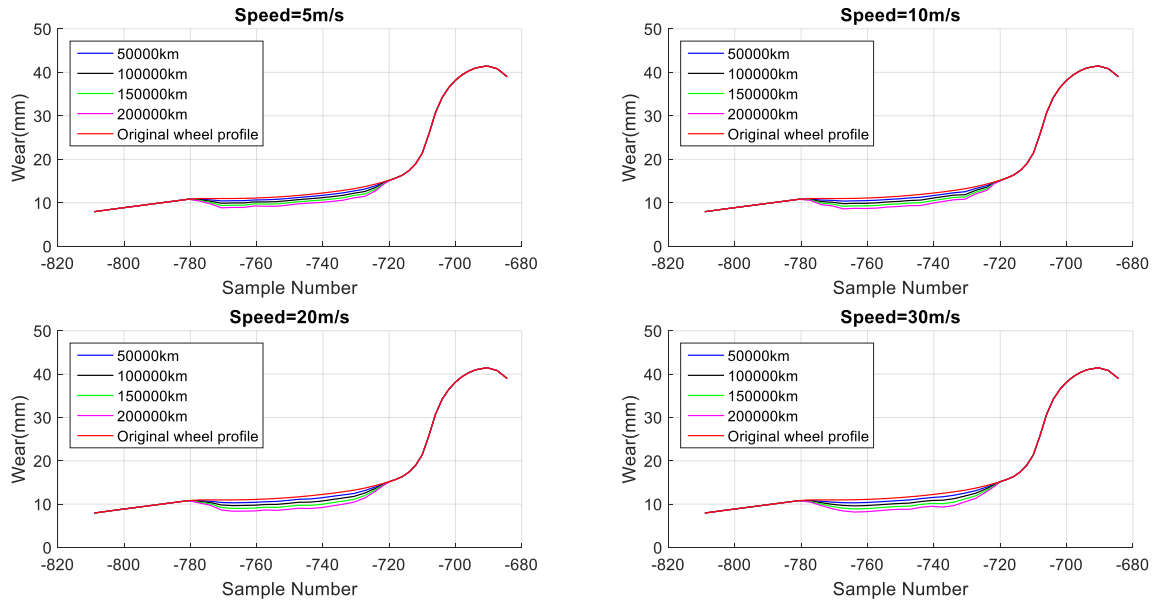 Speed=5m/s
50
40
30
20
10
0
Wear(mm)
50000km
100000km
150000km
200000km
Original wheel profile
-820 -800 -780 -760 -740 -720 -700 -680
Sample Number
Speed=10m/s
50
40
30
20
10
0
Wear(mm)
50000km
100000km
150000km
200000km
Original wheel profile
-820 -800 -780 -760 -740 -720 -700 -680
Sample Number
Speed=20m/s
50
40
30
20
10
0
Wear(mm)
50000km
100000km
150000km
200000km
Original wheel profile
-820 -800 -780 -760 -740 -720 -700 -680
Sample Number
Speed=30m/s
50
40
30
20
10
0
Wear(mm)
50000km
100000km
150000km
200000km
Original wheel profile
-820 -800 -780 -760 -740 -720 -700 -680
Sample Number